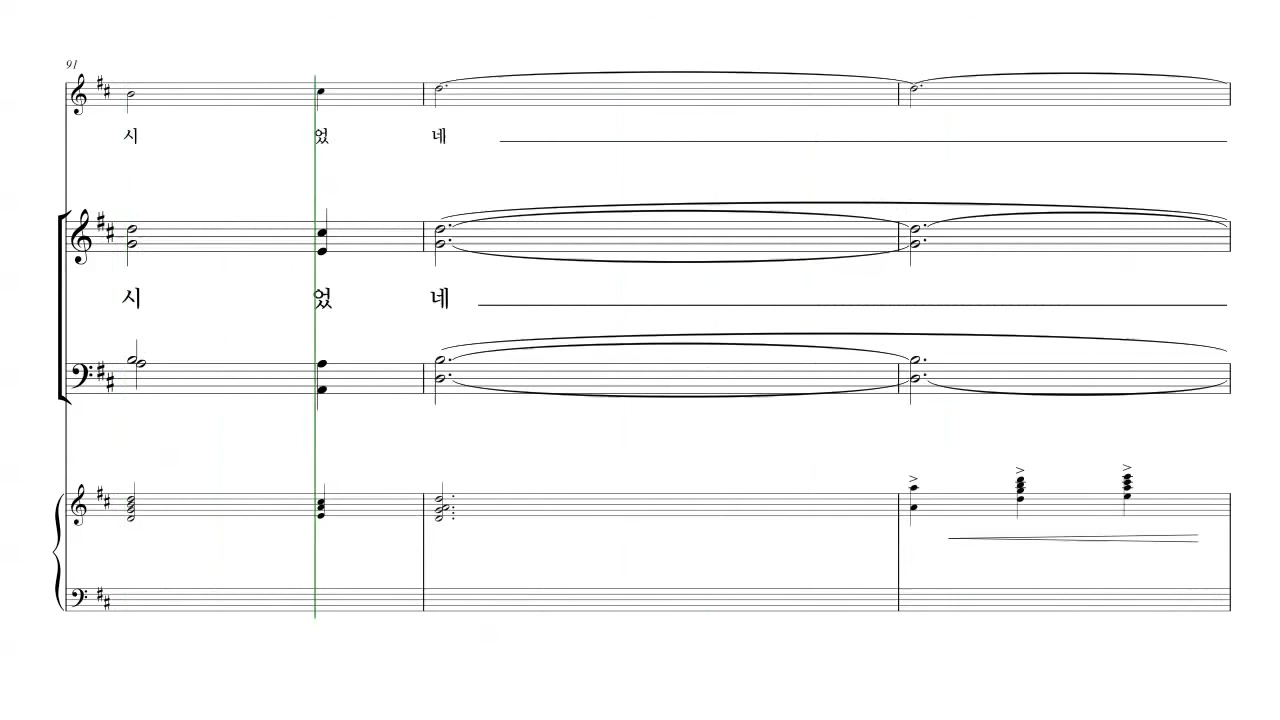 91
시 었 네
시 었 네